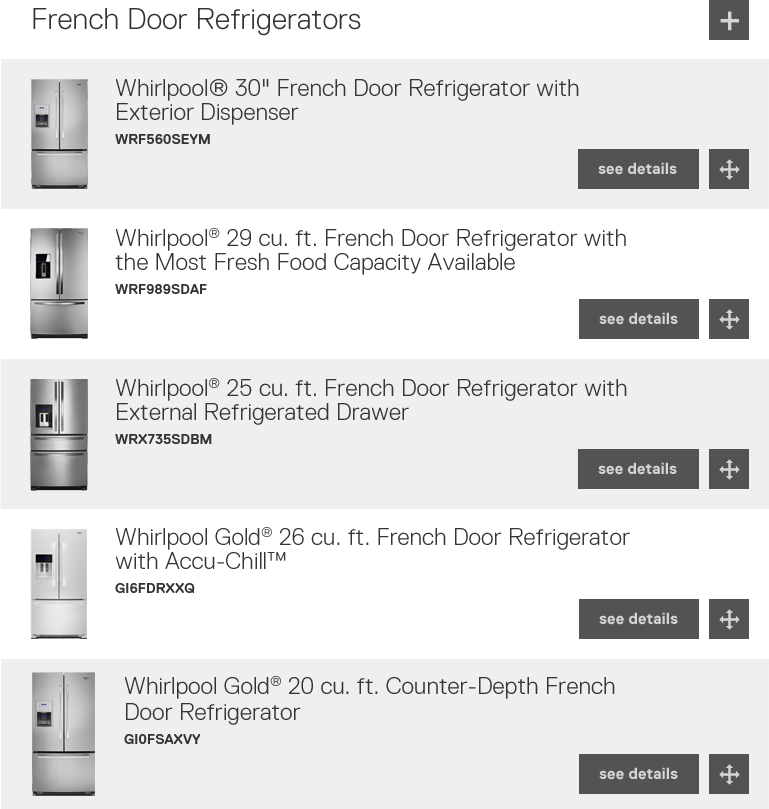 French Door Refrigerators
Whirlpool® 30" French Door Refrigerator with
Exterior Dispenser
WRF560SEYM
see details
Whirlpool® 29 cu. ft. French Door Refrigerator with
the Most Fresh Food Capacity Available
WRF989SDAF
see details
Whirlpool® 25 cu. ft. French Door Refrigerator with
External Refrigerated Drawer
WRX735SDBM
see details
Whirlpool Gold® 26 cu. ft. French Door Refrigerator
with Accu-Chill™
GI6FDRXXQ
see details
Whirlpool Gold® 20 cu. ft. Counter-Depth French
Door Refrigerator
GI0FSAXVY
see details